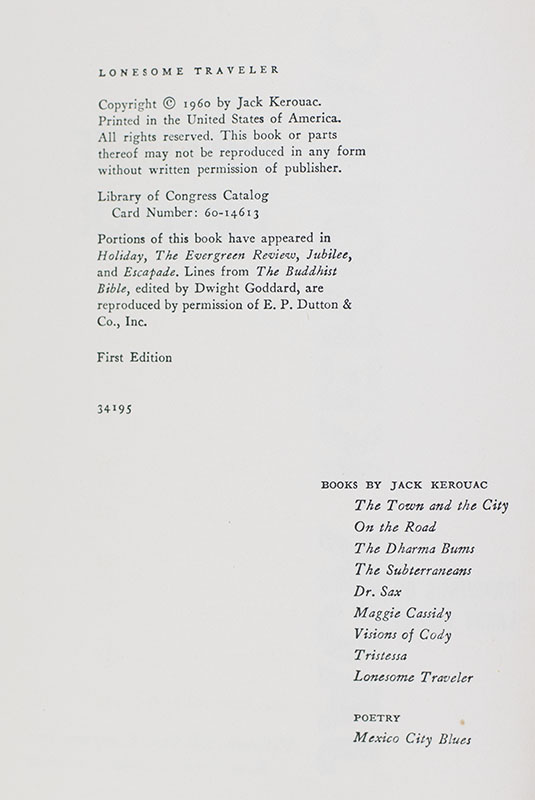 LONESOME TRAVELER
Copyright © 1960 by Jack Kerouac.
Printed in the United States of America.
All rights reserved. This book or parts
thereof may not be reproduced in any form
without written permission of publisher.
Library of Congress Catalog
Card Number: 60-14613
Portions of this book have appeared in
Holiday, The Evergreen Review, Jubilee,
and Escapade. Lines from The Buddhist
Bible, edited by Dwight Goddard, are
reproduced by permission of E. P. Dutton &
Co., Inc.
First Edition
34195
BOOKS BY JACK KEROUAC
The Town and the City
On the Road
The Dharma Bums
The Subterraneans
Dr. Sax
Maggie Cassidy
Visions of Cody
Tristessa
Lonesome Traveler
POETRY
Mexico City Blues